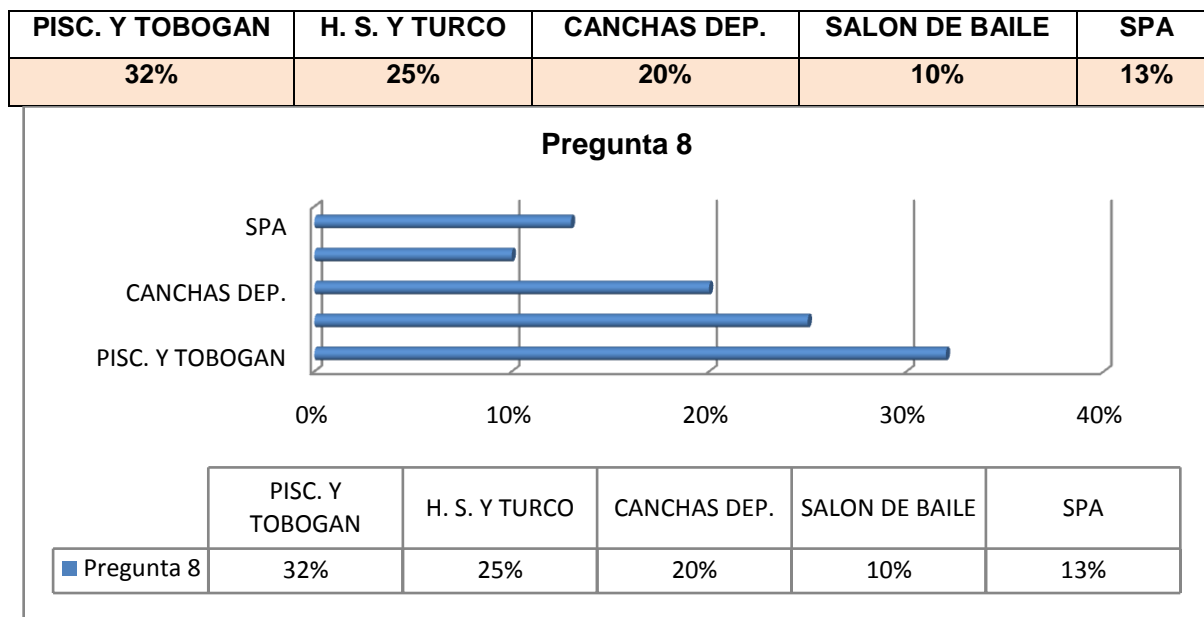 PISC. Y TOBOGAN H. S. Y TURCO CANCHAS DEP. SALON DE BAILE SPA
32% 25% 20% 10% 13%
Pregunta 8
SPA
CANCHAS DEP.
PISC. Y TOBOGAN
0% 10% 20% 30% 40%
PISC. Y
TOBOGAN
H. S. Y TURCO CANCHAS DEP. SALON DE BAILE SPA
Pregunta 8 32% 25% 20% 10% 13%